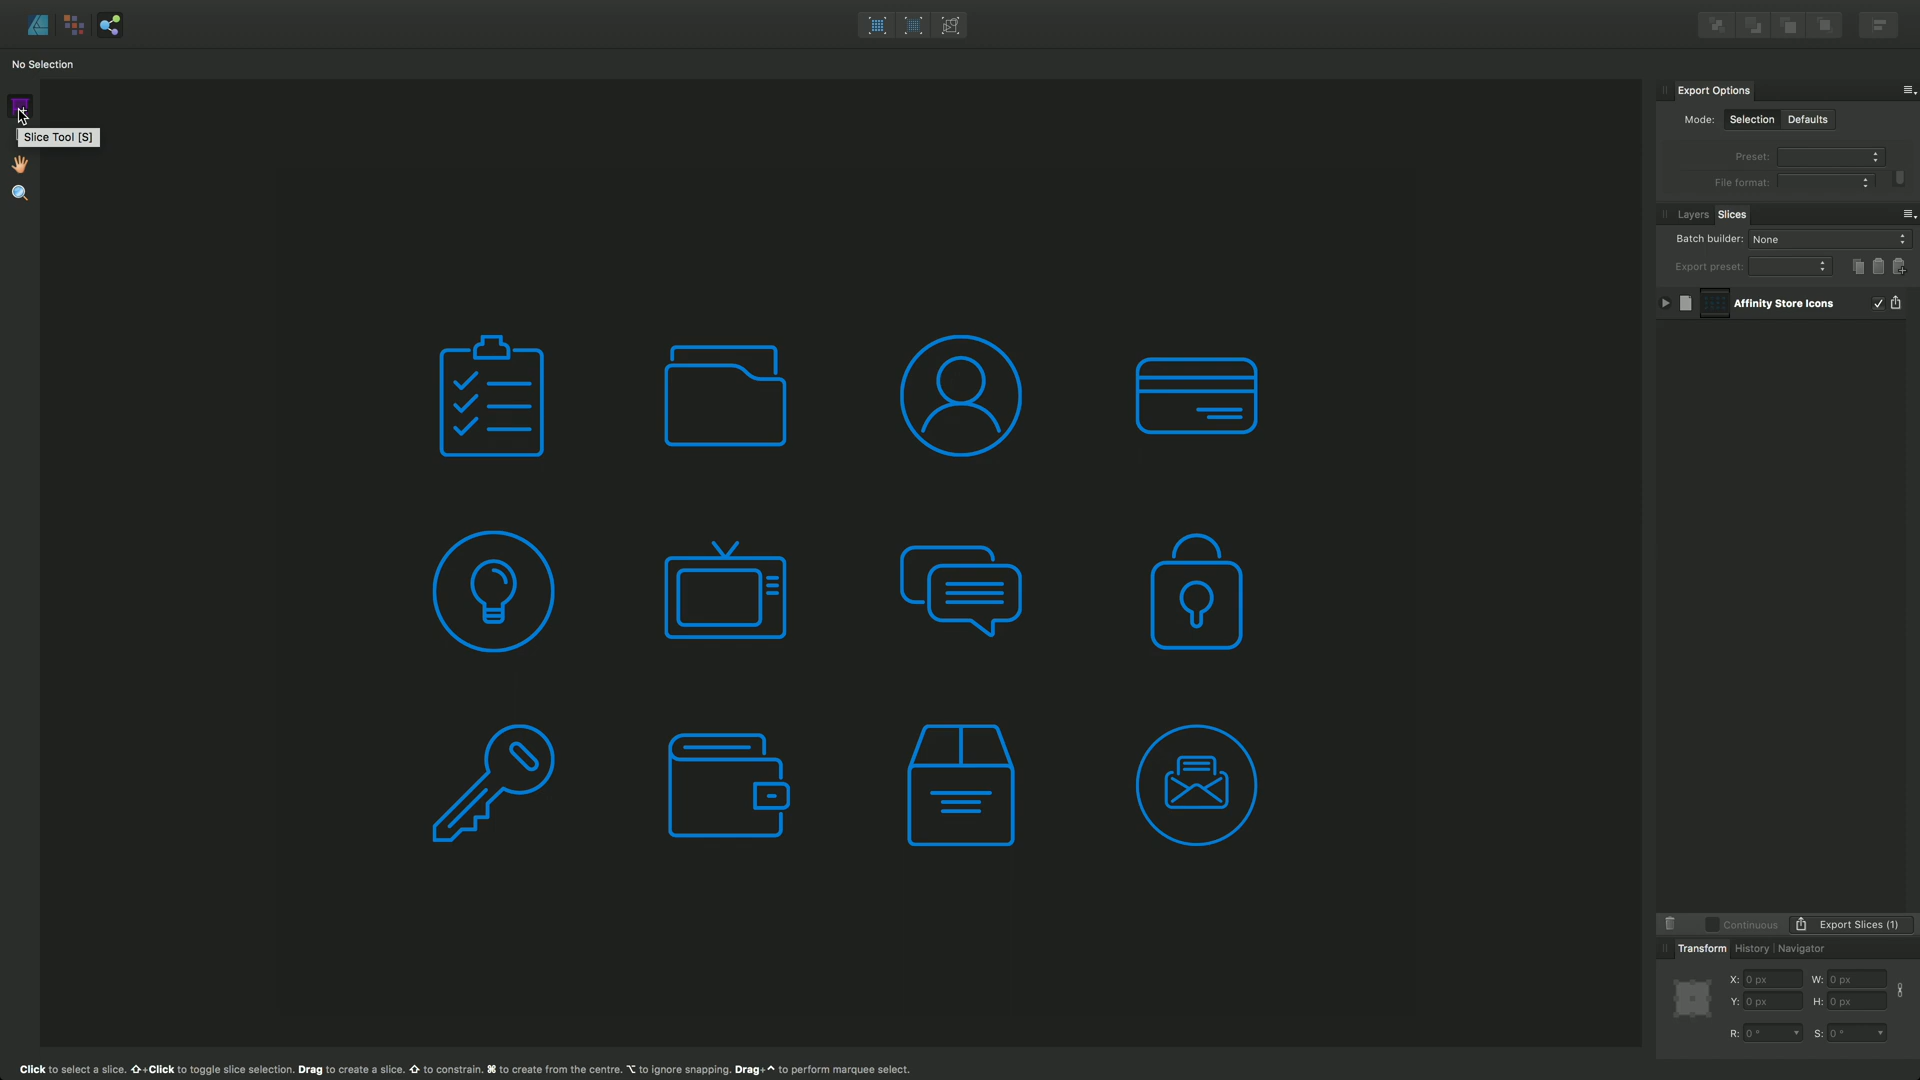 No Selection
Slice Tool [S]
Export Options
Mode: Selection Defaults
Preset:
File format:
Layers Slices
Batch builder: None
Export preset:
Affinity Store Icons
Continuous Export Slices (1)
Transform History Navigator
X: 0 px W: 0 px
Y: 0 px H: 0 px
R: 0 ° S: 0 °
Click to select a slice. ⇧+Click to toggle slice selection. Drag to create a slice. ⇧ to constrain. ⌘ to create from the centre. ⌥ to ignore snapping. Drag+⌃ to perform marquee select.